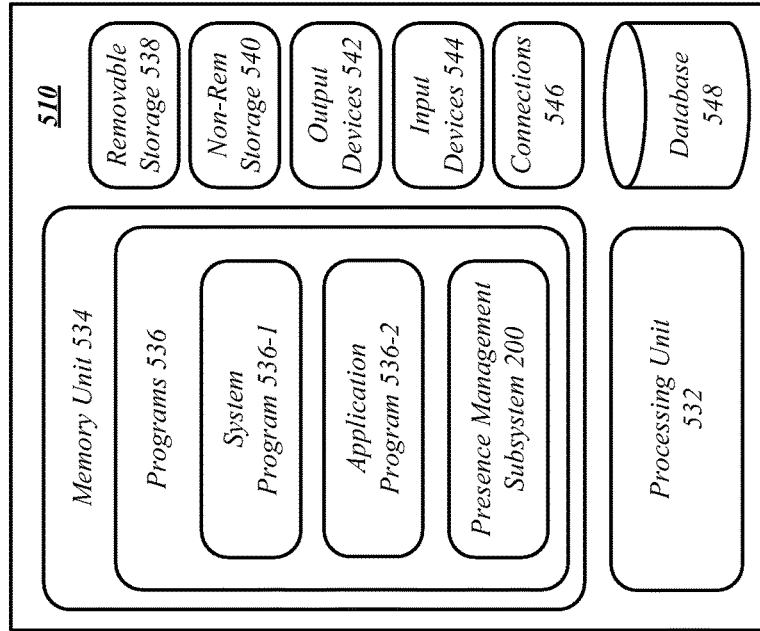 510
Memory Unit 534
Programs 536
System
Program 536-1
Application
Program 536-2
Presence Management
Subsystem 200
Processing Unit
532
Removable
Storage 538
Non-Rem
Storage 540
Output
Devices 542
Input
Devices 544
Connections
546
Database
548